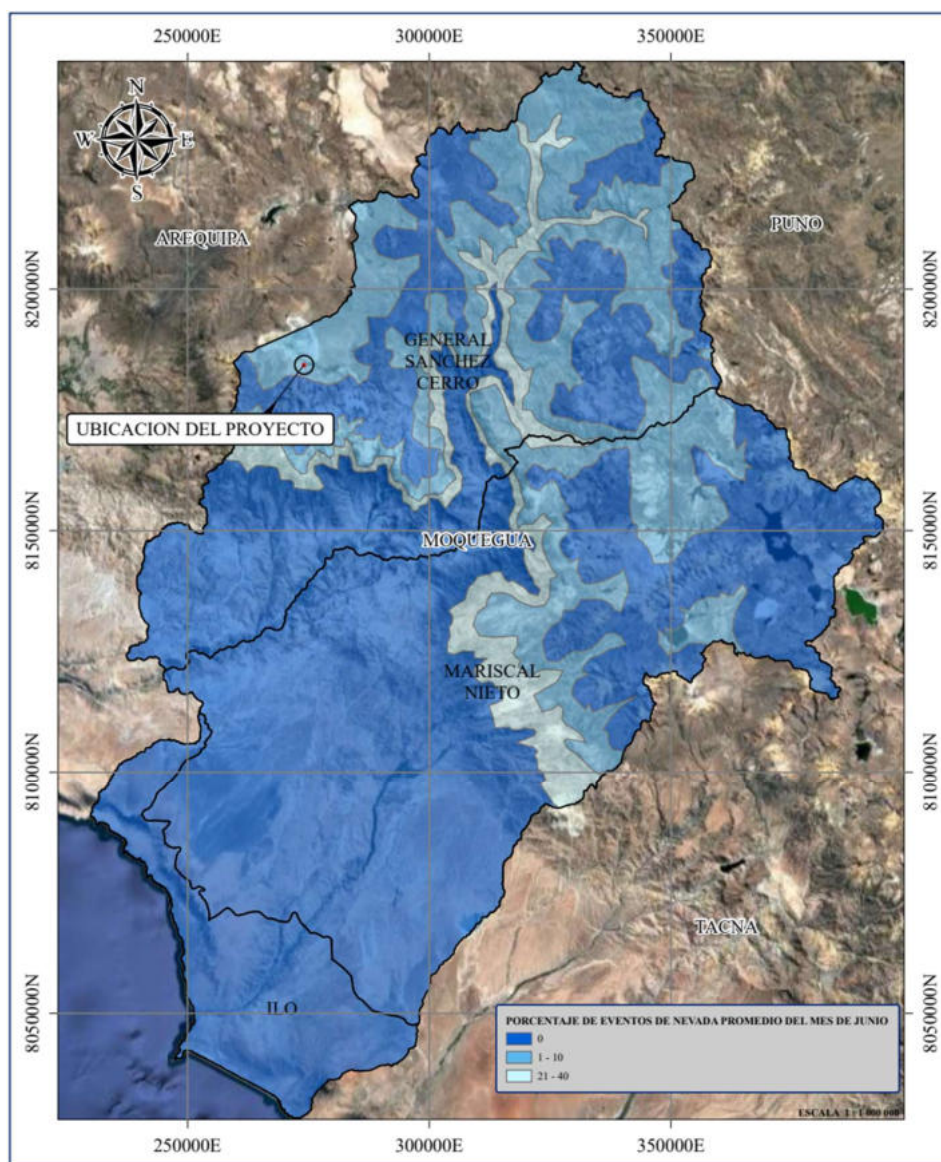 250000E
300000E
350000E
N
W
E
S
AREQUIPA
PUNO
8200000N
8200000N
GENERAL
SANCHEZ
CERRO
UBICACION DEL PROYECTO
8150000N
8150000N
MOQUEGUA
MARISCAL
NIETO
8100000N
8100000N
TACNA
8050000N
8050000N
ILO
PORCENTAJE DE EVENTOS DE NEVADA PROMEDIO DEL MES DE JUNIO
0
1 - 10
21 - 40
ESCALA: 1 : 1 000 000
250000E
300000E
350000E